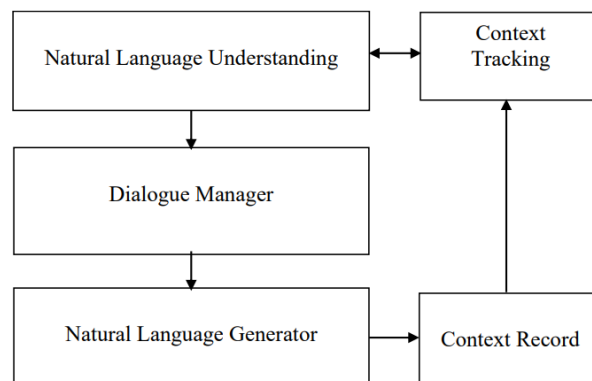 Natural Language Understanding
Context
Tracking
Dialogue Manager
Natural Language Generator
Context Record